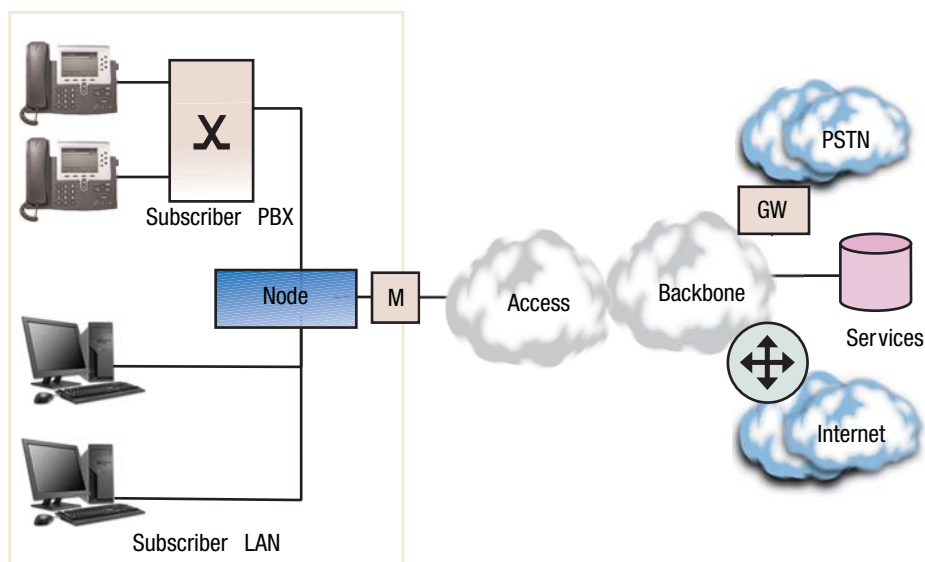 PSTN
GW
Subscriber PBX
Node
M
Access
Backbone
Services
Internet
Subscriber LAN